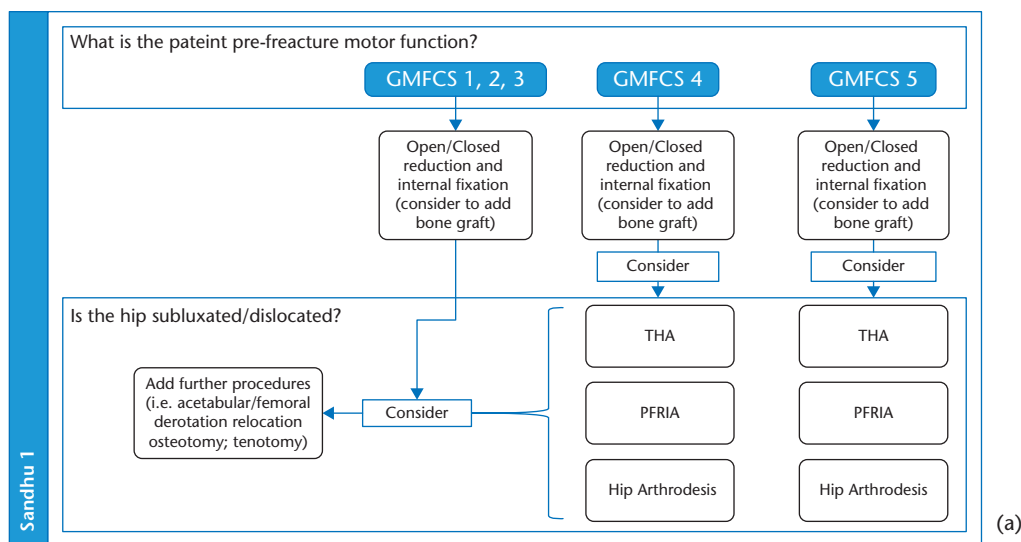 What is the pateint pre-freacture motor function?
GMFCS 1, 2, 3
GMFCS 4
GMFCS 5
Open/Closed
reduction and
internal fixation
(consider to add
bone graft)
Open/Closed
reduction and
internal fixation
(consider to add
bone graft)
Open/Closed
reduction and
internal fixation
(consider to add
bone graft)
Consider
Consider
Is the hip subluxated/dislocated?
THA
THA
Add further procedures
(i.e. acetabular/femoral
derotation relocation
osteotomy; tenotomy)
Consider
PFRIA
PFRIA
Hip Arthrodesis
Hip Arthrodesis
Sandhu 1
(a)